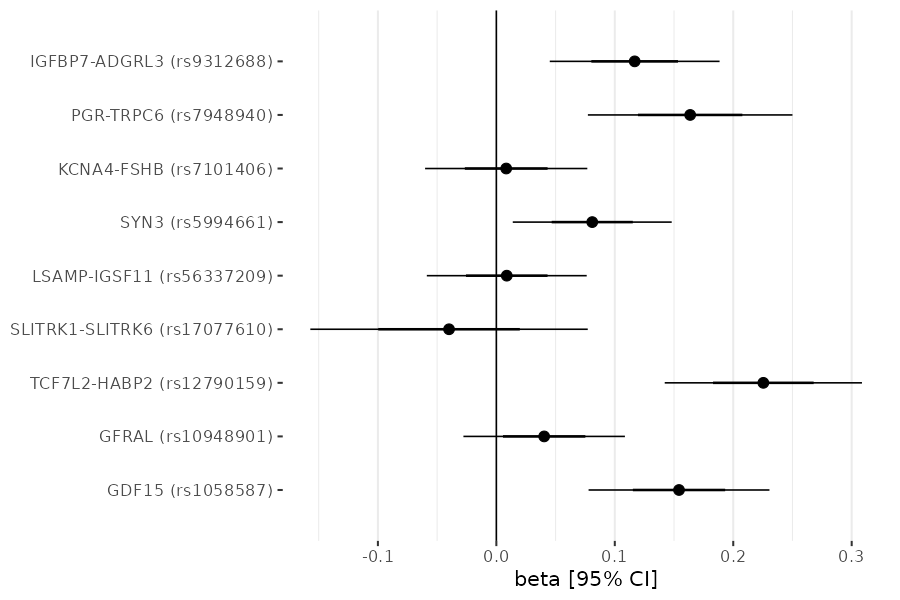 IGFBP7-ADGRL3 (rs9312688)
PGR-TRPC6 (rs7948940)
KCNA4-FSHB (rs7101406)
SYN3 (rs5994661)
LSAMP-IGSF11 (rs56337209)
SLITRK1-SLITRK6 (rs17077610)
TCF7L2-HABP2 (rs12790159)
GFRAL (rs10948901)
GDF15 (rs1058587)
-0.1 0.0 0.1 0.2 0.3
beta [95% CI]